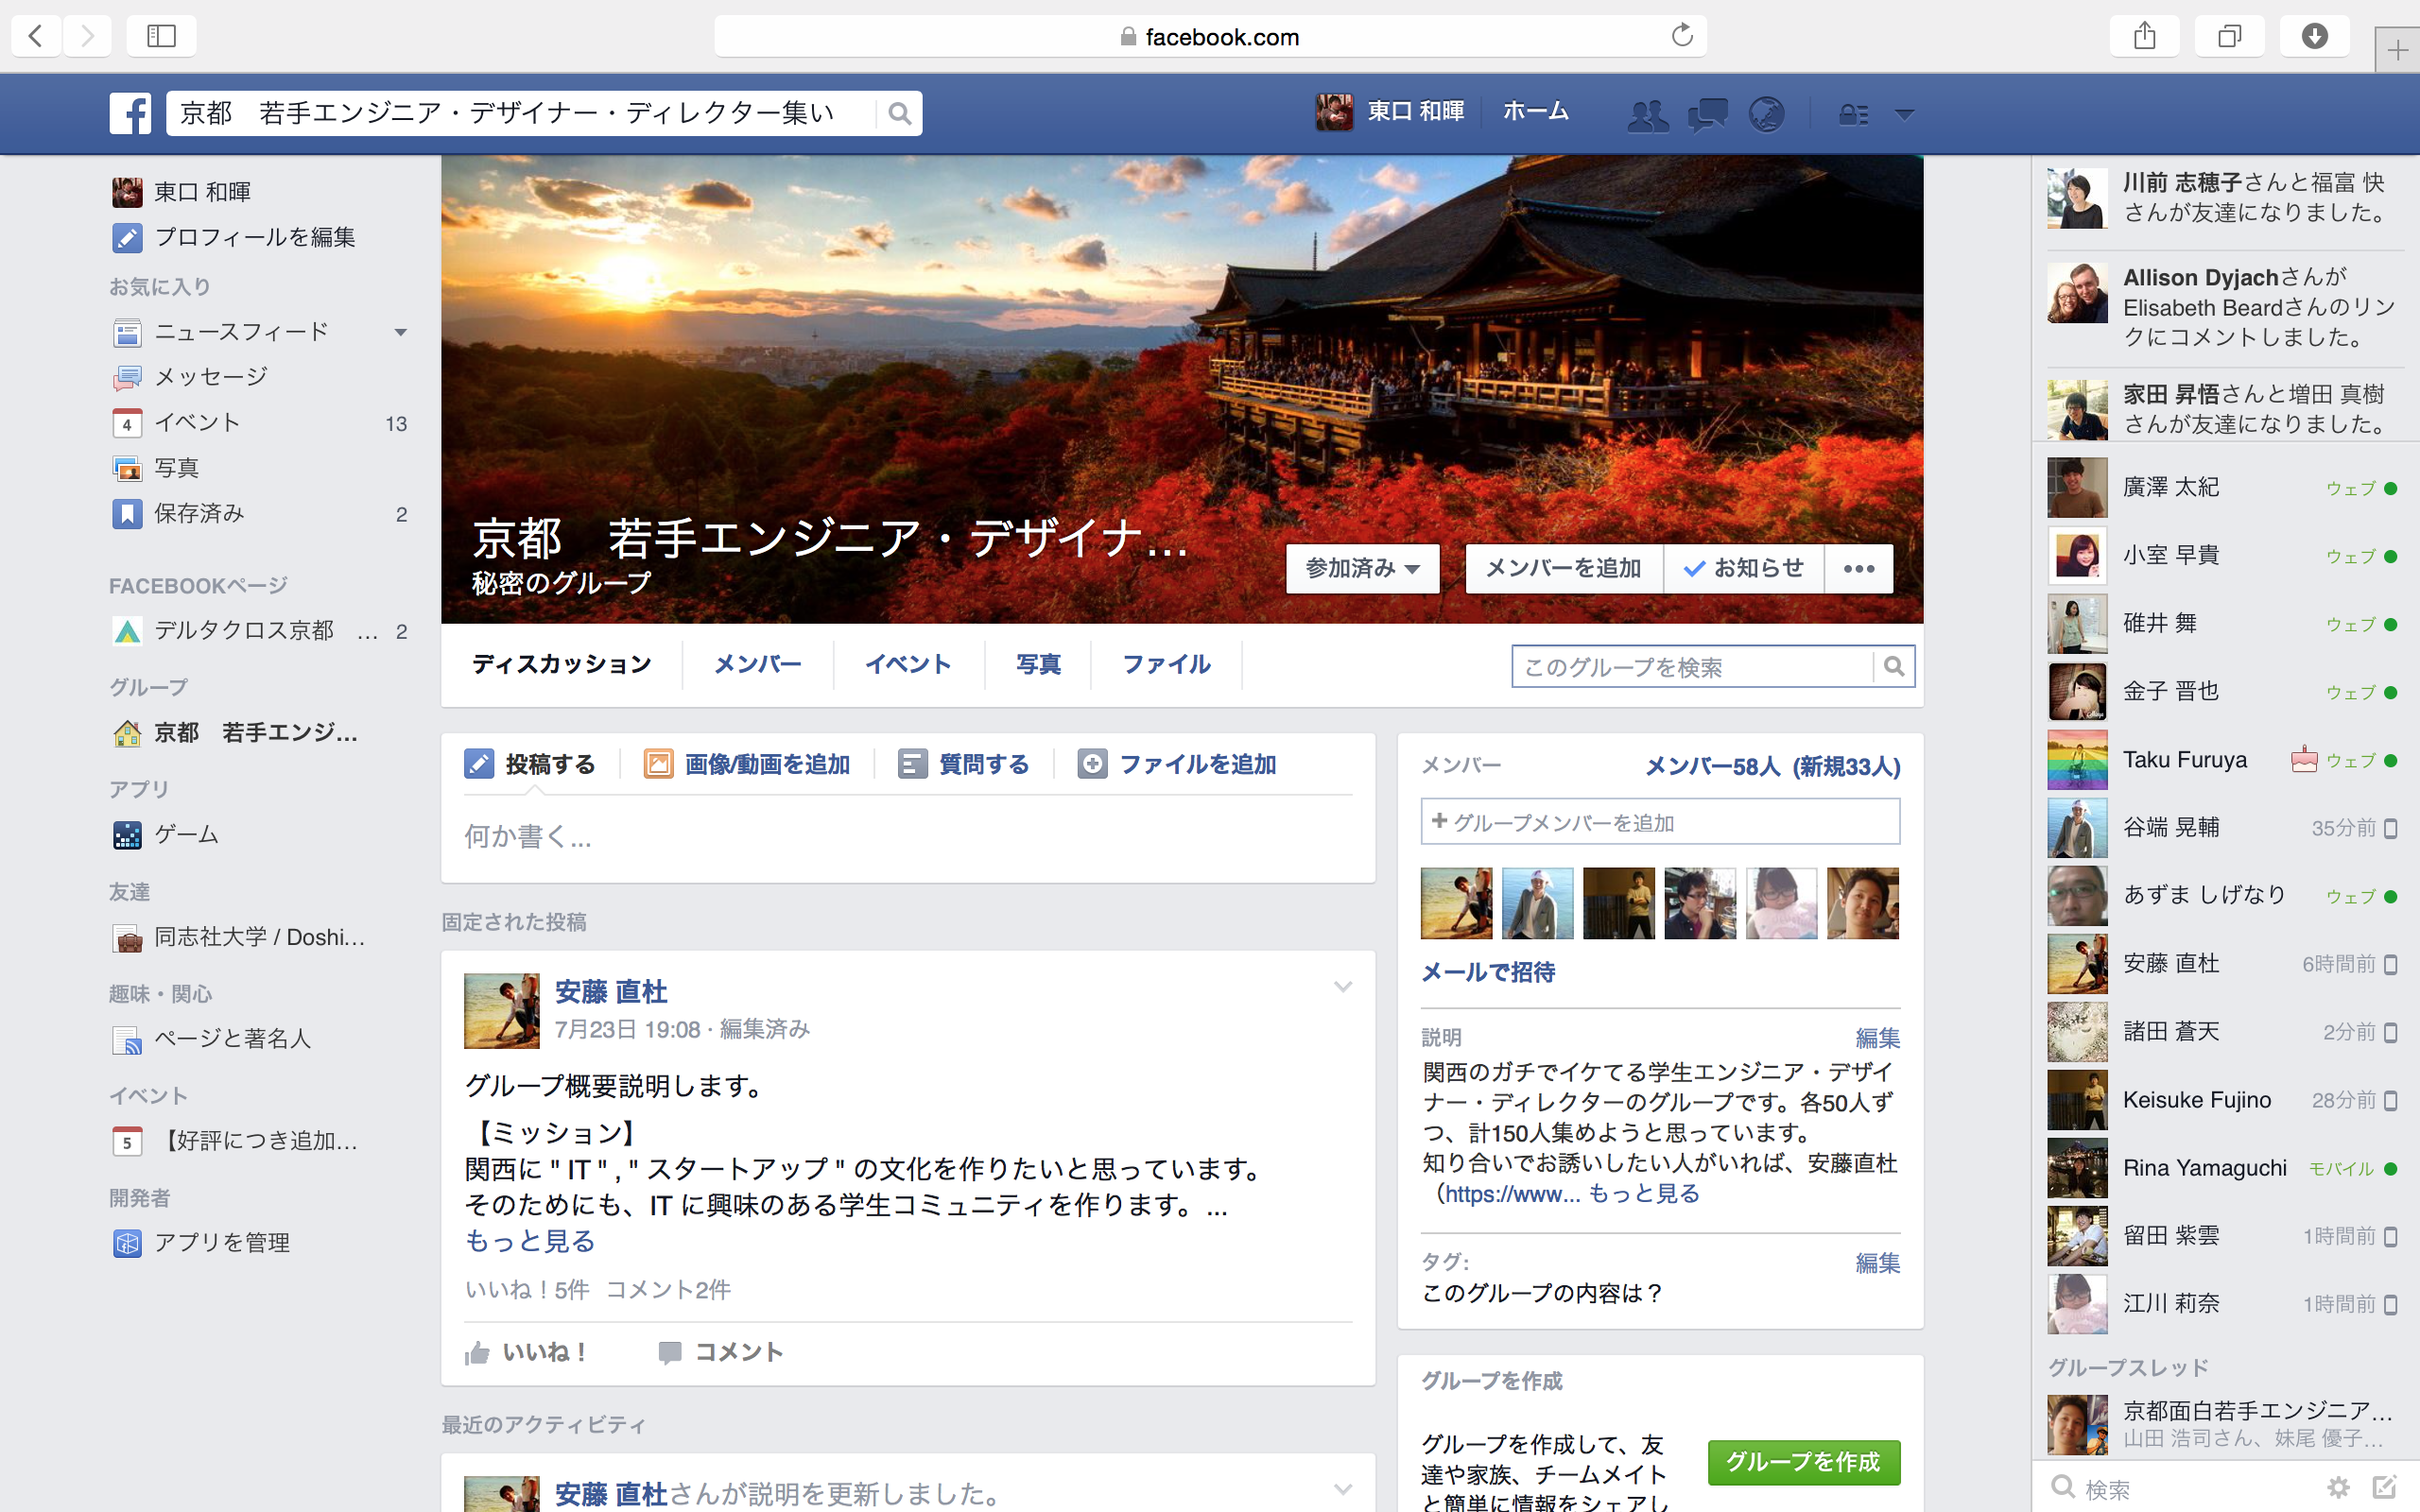 facebook.com
京都　若手エンジニア・デザイナー・ディレクター集い
東口 和暉
ホーム
東口 和暉
プロフィールを編集
お気に入り
ニュースフィード
メッセージ
4 イベント 13
写真
保存済み 2
FACEBOOKページ
デルタクロス京都　... 2
グループ
京都　若手エンジ...
アプリ
ゲーム
友達
同志社大学 / Doshi...
趣味・関心
ページと著名人
イベント
5 【好評につき追加...
開発者
アプリを管理
京都　若手エンジニア・デザイナ...
秘密のグループ
参加済み
メンバーを追加
お知らせ
ディスカッション
メンバー
イベント
写真
ファイル
このグループを検索
投稿する
画像/動画を追加
質問する
ファイルを追加
何か書く...
固定された投稿
安藤 直杜
7月23日 19:08 · 編集済み
グループ概要説明します。
【ミッション】
関西に " IT " , " スタートアップ " の文化を作りたいと思っています。
そのためにも、IT に興味のある学生コミュニティを作ります。 ...
もっと見る
いいね！5件 コメント2件
いいね！ コメント
最近のアクティビティ
安藤 直杜さんが説明を更新しました。
メンバー メンバー58人 (新規33人)
+ グループメンバーを追加
メールで招待
説明 編集
関西のガチでイケてる学生エンジニア・デザイ
ナー・ディレクターのグループです。各50人ず
つ、計150人集めようと思っています。
知り合いでお誘いしたい人がいれば、安藤直杜
（https://www... もっと見る
タグ: 編集
このグループの内容は？
グループを作成
グループを作成して、友
達や家族、チームメイト
と簡単に情報をシェアし
グループを作成
川前 志穂子さんと福富 快
さんが友達になりました。
Allison Dyjachさんが
Elisabeth Beardさんのリン
クにコメントしました。
家田 昇悟さんと増田 真樹
さんが友達になりました。
廣澤 太紀 ウェブ
小室 早貴 ウェブ
碓井 舞 ウェブ
金子 晋也 ウェブ
Taku Furuya ウェブ
谷端 晃輔 35分前
あずま しげなり ウェブ
安藤 直杜 6時間前
諸田 蒼天 2分前
Keisuke Fujino 28分前
Rina Yamaguchi モバイル
留田 紫雲 1時間前
江川 莉奈 1時間前
グループスレッド
京都面白若手エンジニア...
山田 浩司さん、妹尾 優子...
検索